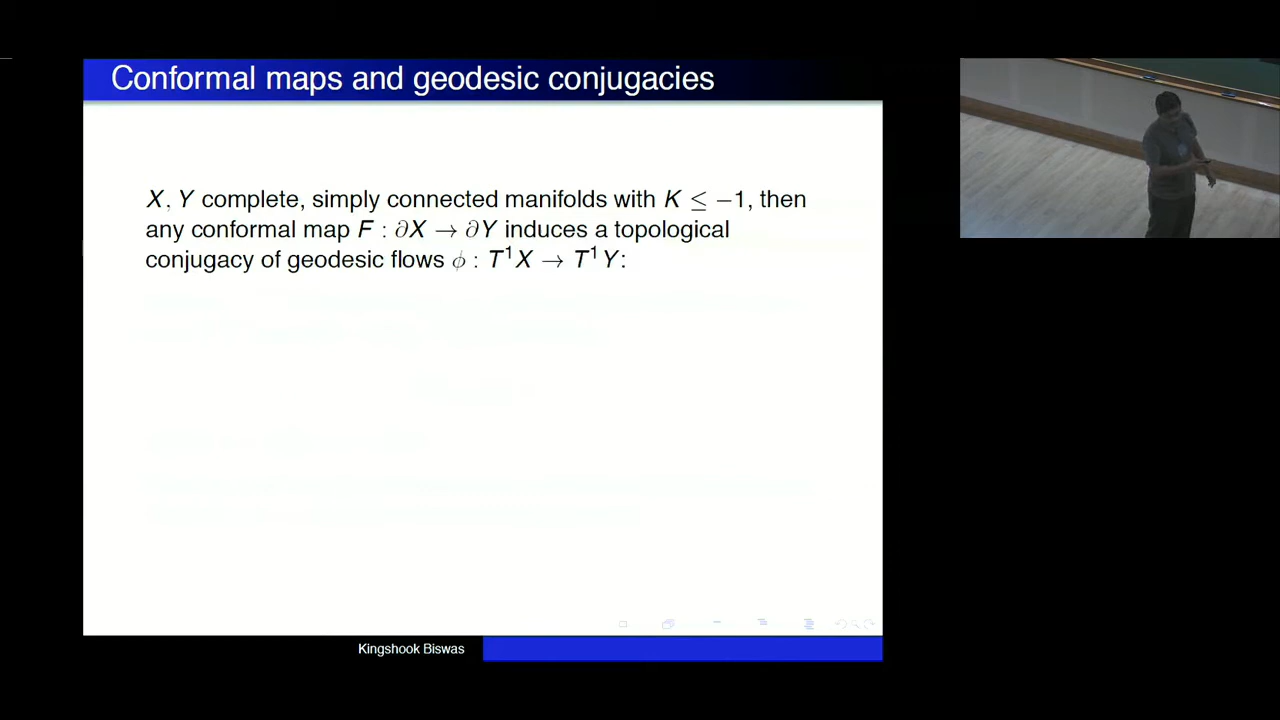 Conformal maps and geodesic conjugacies
X, Y complete, simply connected manifolds with K ≤ −1, then
any conformal map F : ∂X → ∂Y induces a topological
conjugacy of geodesic flows ϕ : T¹X → T¹Y:
Kingshook Biswas